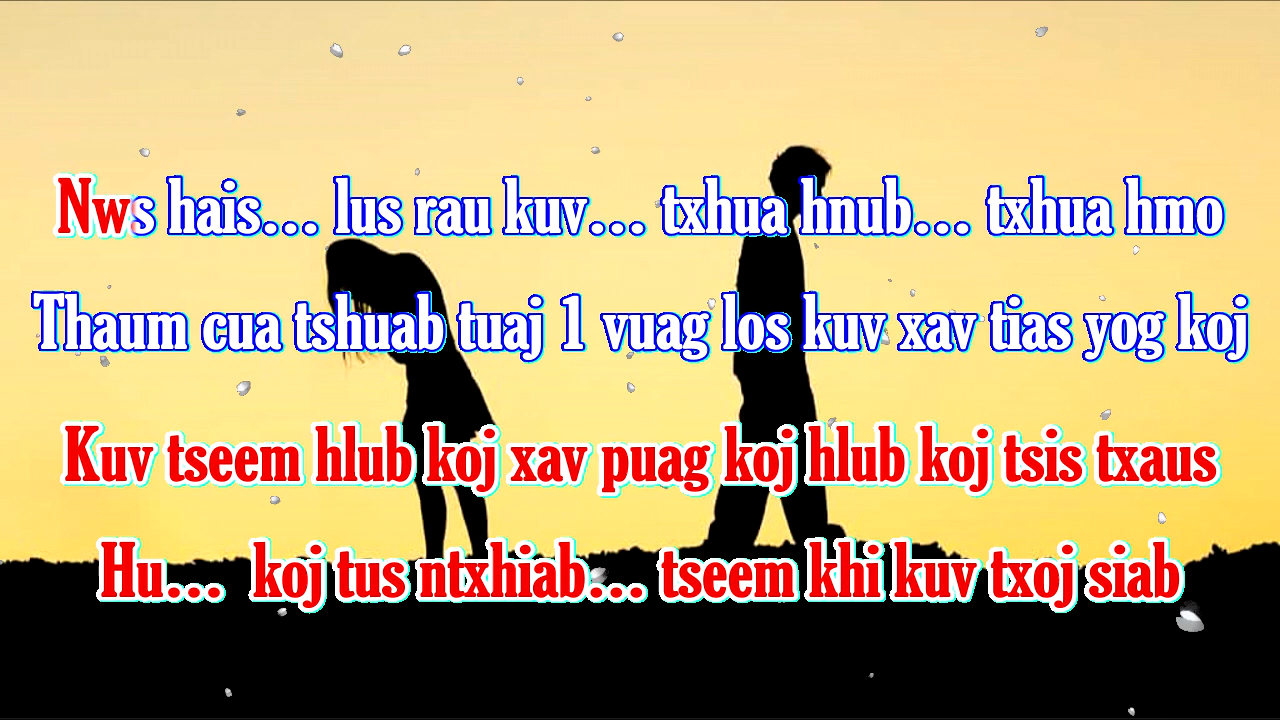 Nws hais... lus rau kuv... txhua hnub... txhua hmo
Thaum cua tshuab tuaj 1 vuag los kuv xav tias yog koj
Kuv tseem hlub koj xav puag koj hlub koj tsis txaus
Hu... koj tus ntxhiab... tseem khi kuv txoj siab